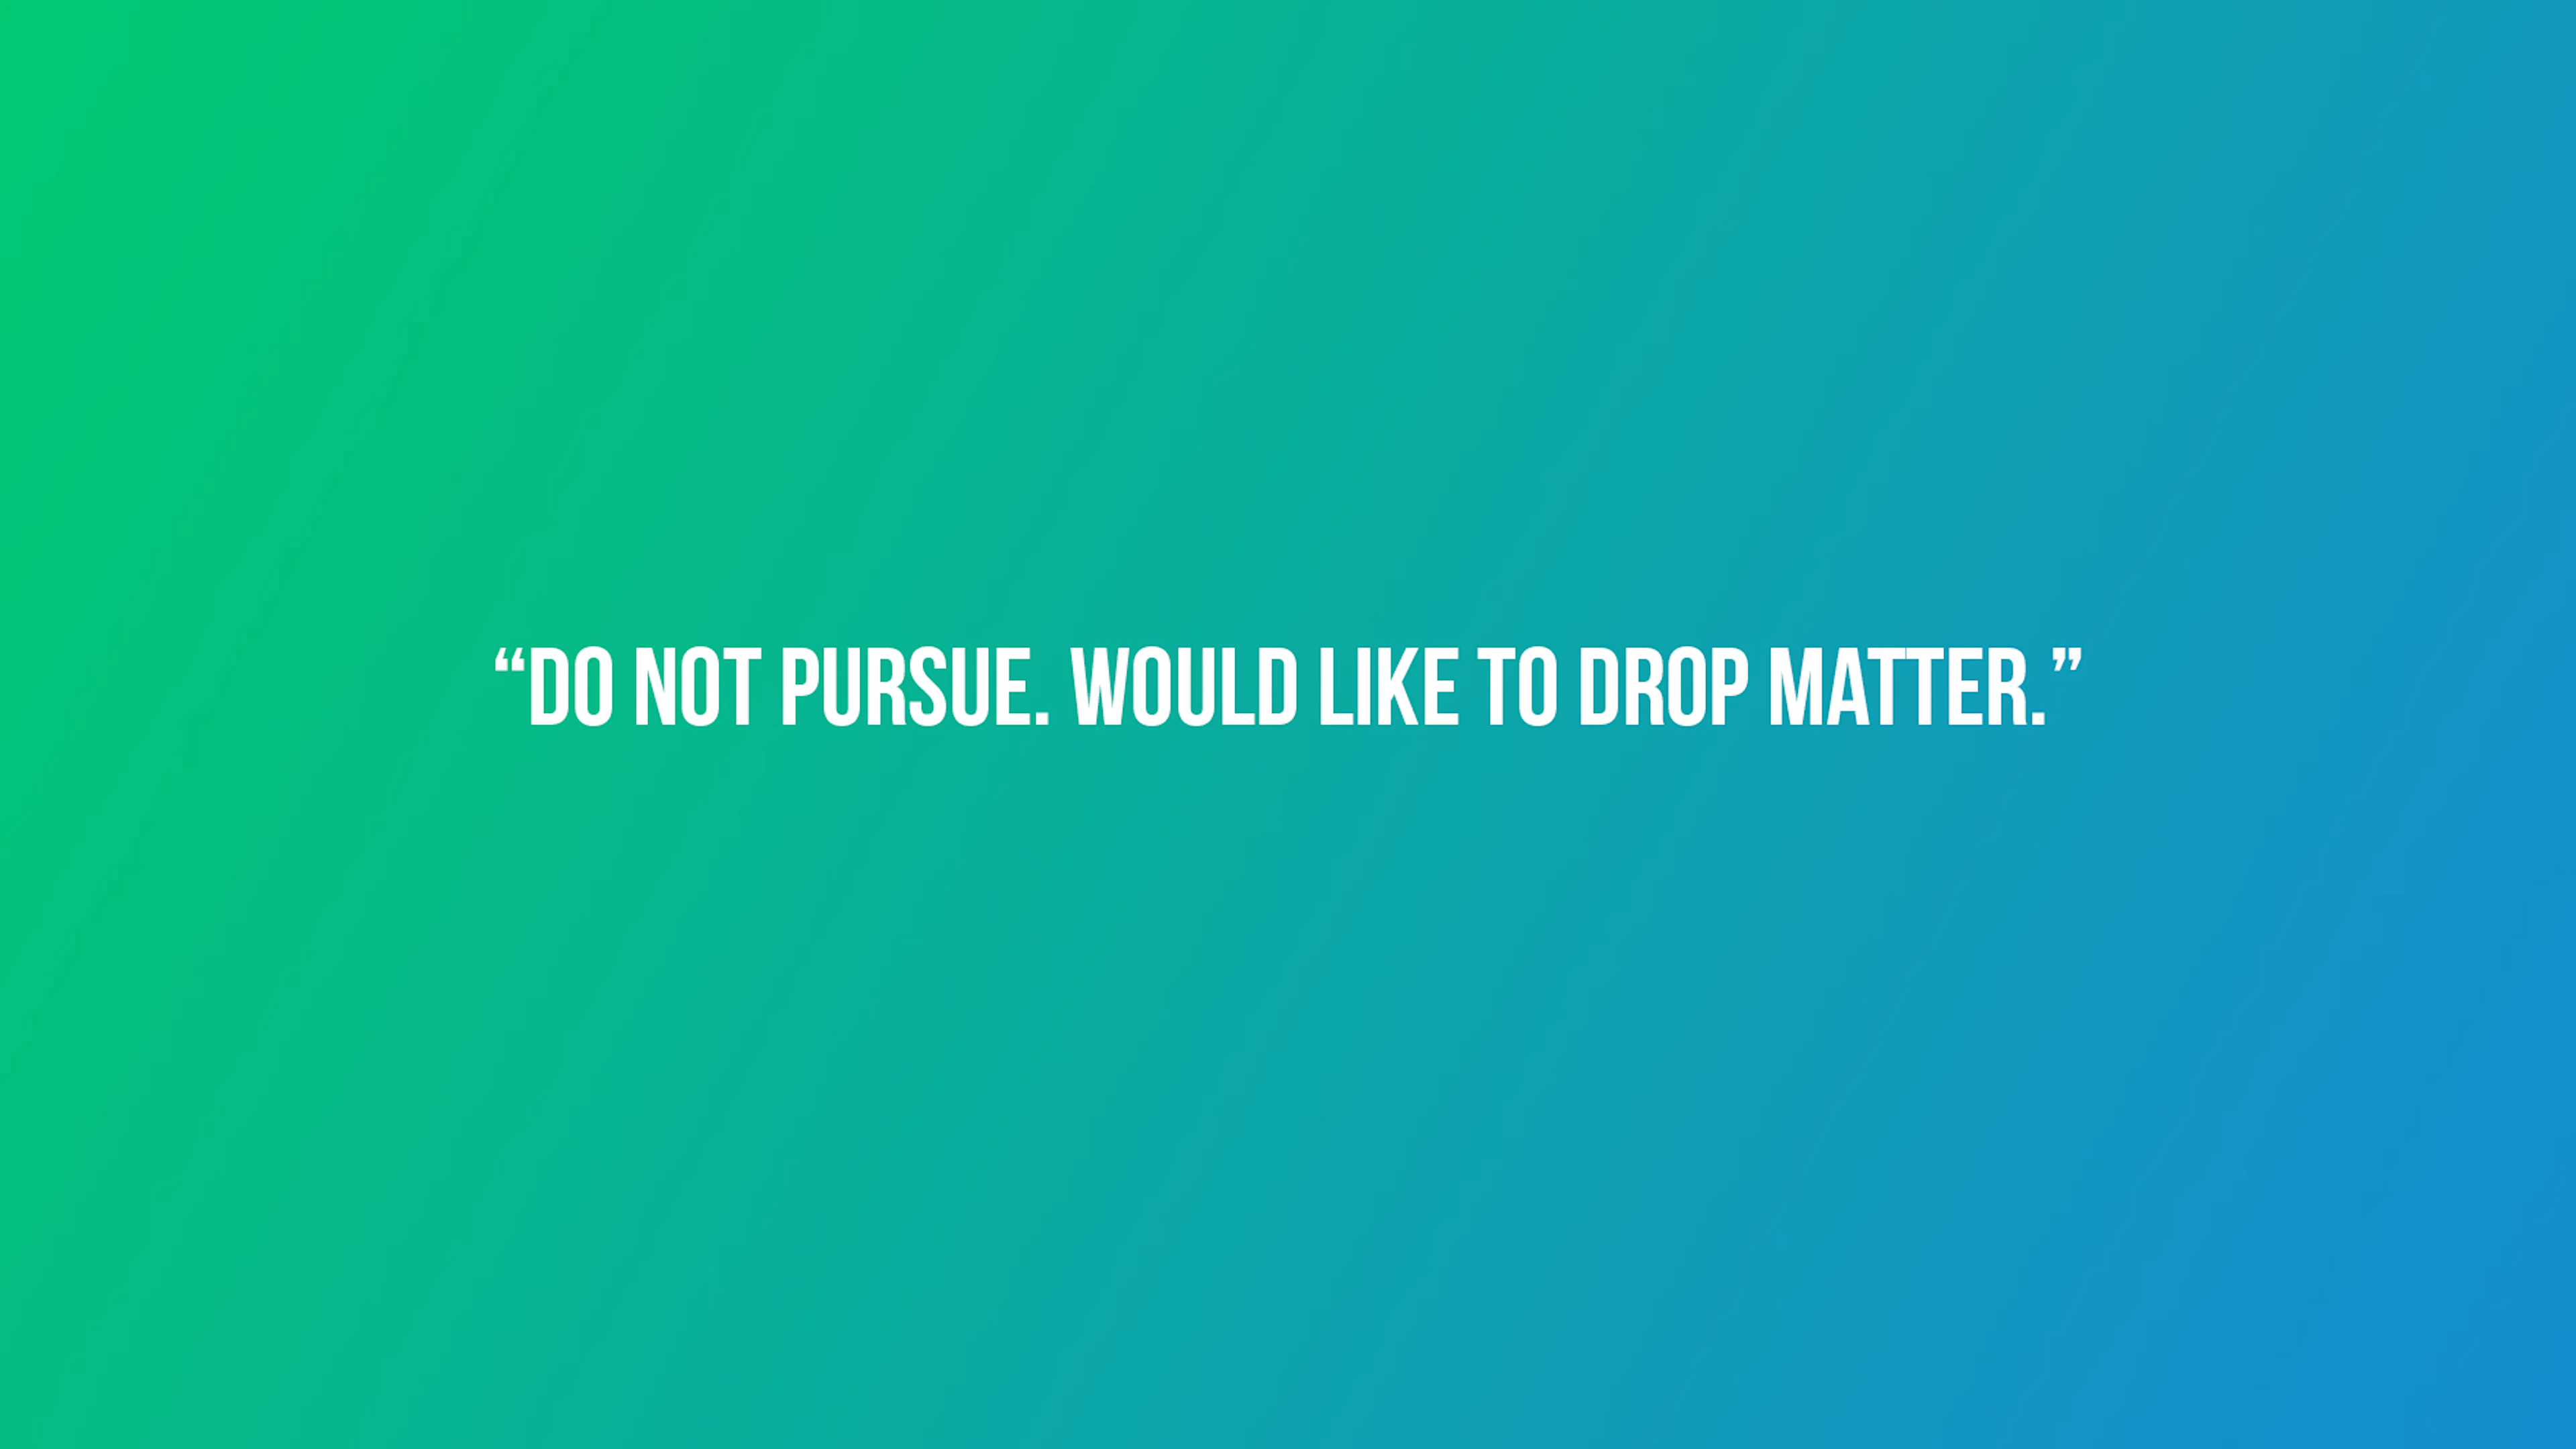 “DO NOT PURSUE. WOULD LIKE TO DROP MATTER.”